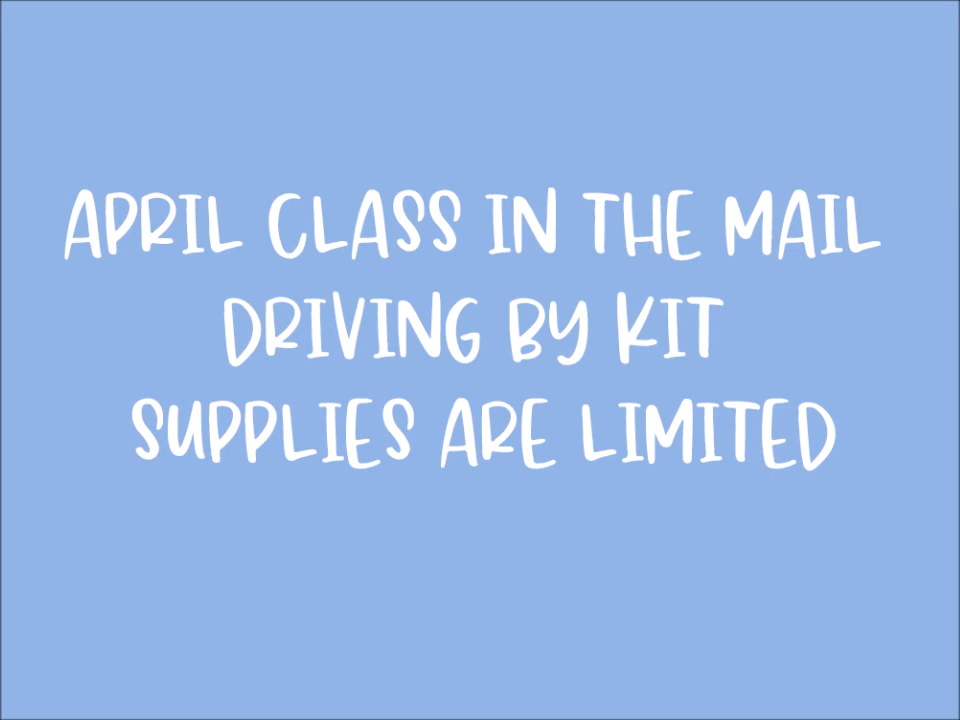 APRIL CLASS IN THE MAIL
DRIVING BY KIT
SUPPLIES ARE LIMITED